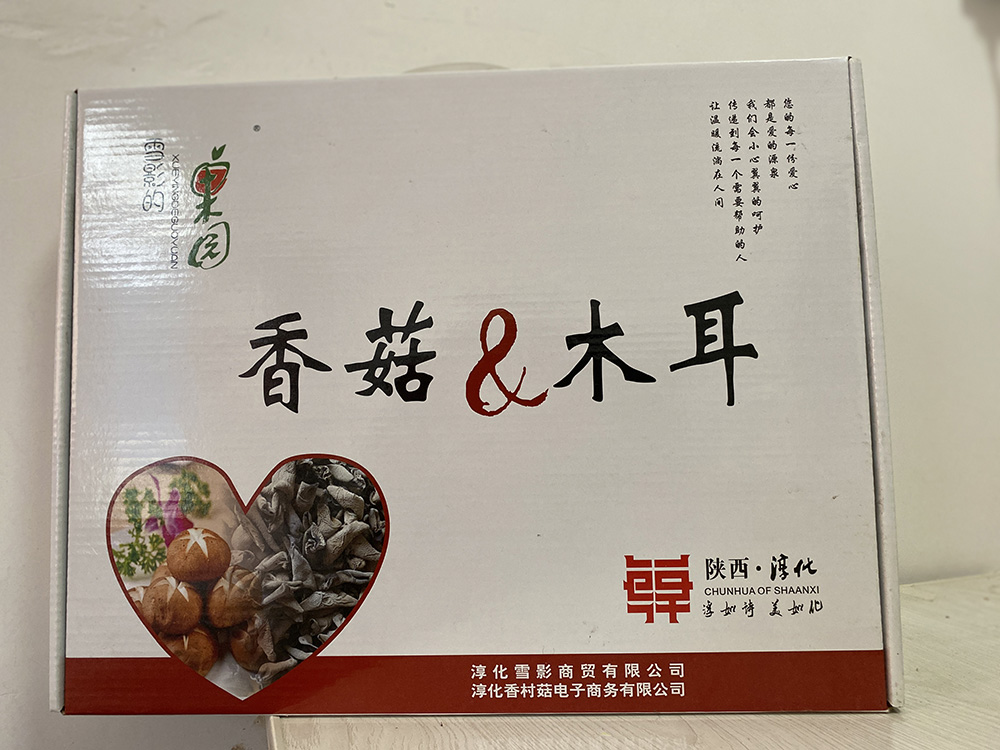 ®
雪影的
XUEYINGDEGUOYUAN
果园
您的每一份爱心
都是爱的源泉
我们会小心翼翼的呵护
传递到每一个需要帮助的人
让温暖流淌在人间
香菇&木耳
陕西·淳化
CHUNHUA OF SHAANXI
淳如诗 美如化
淳化雪影商贸有限公司
淳化香村菇电子商务有限公司